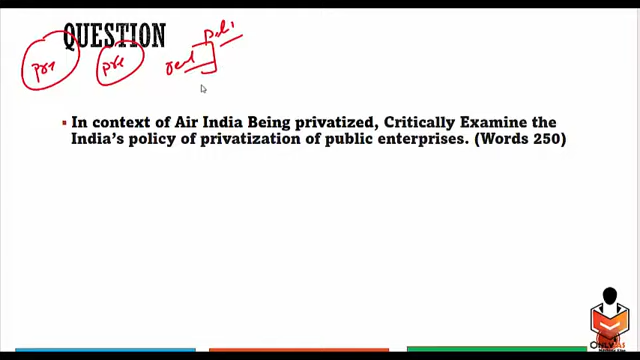 QUESTION
In context of Air India Being privatized, Critically Examine the
India's policy of privatization of public enterprises. (Words 250)